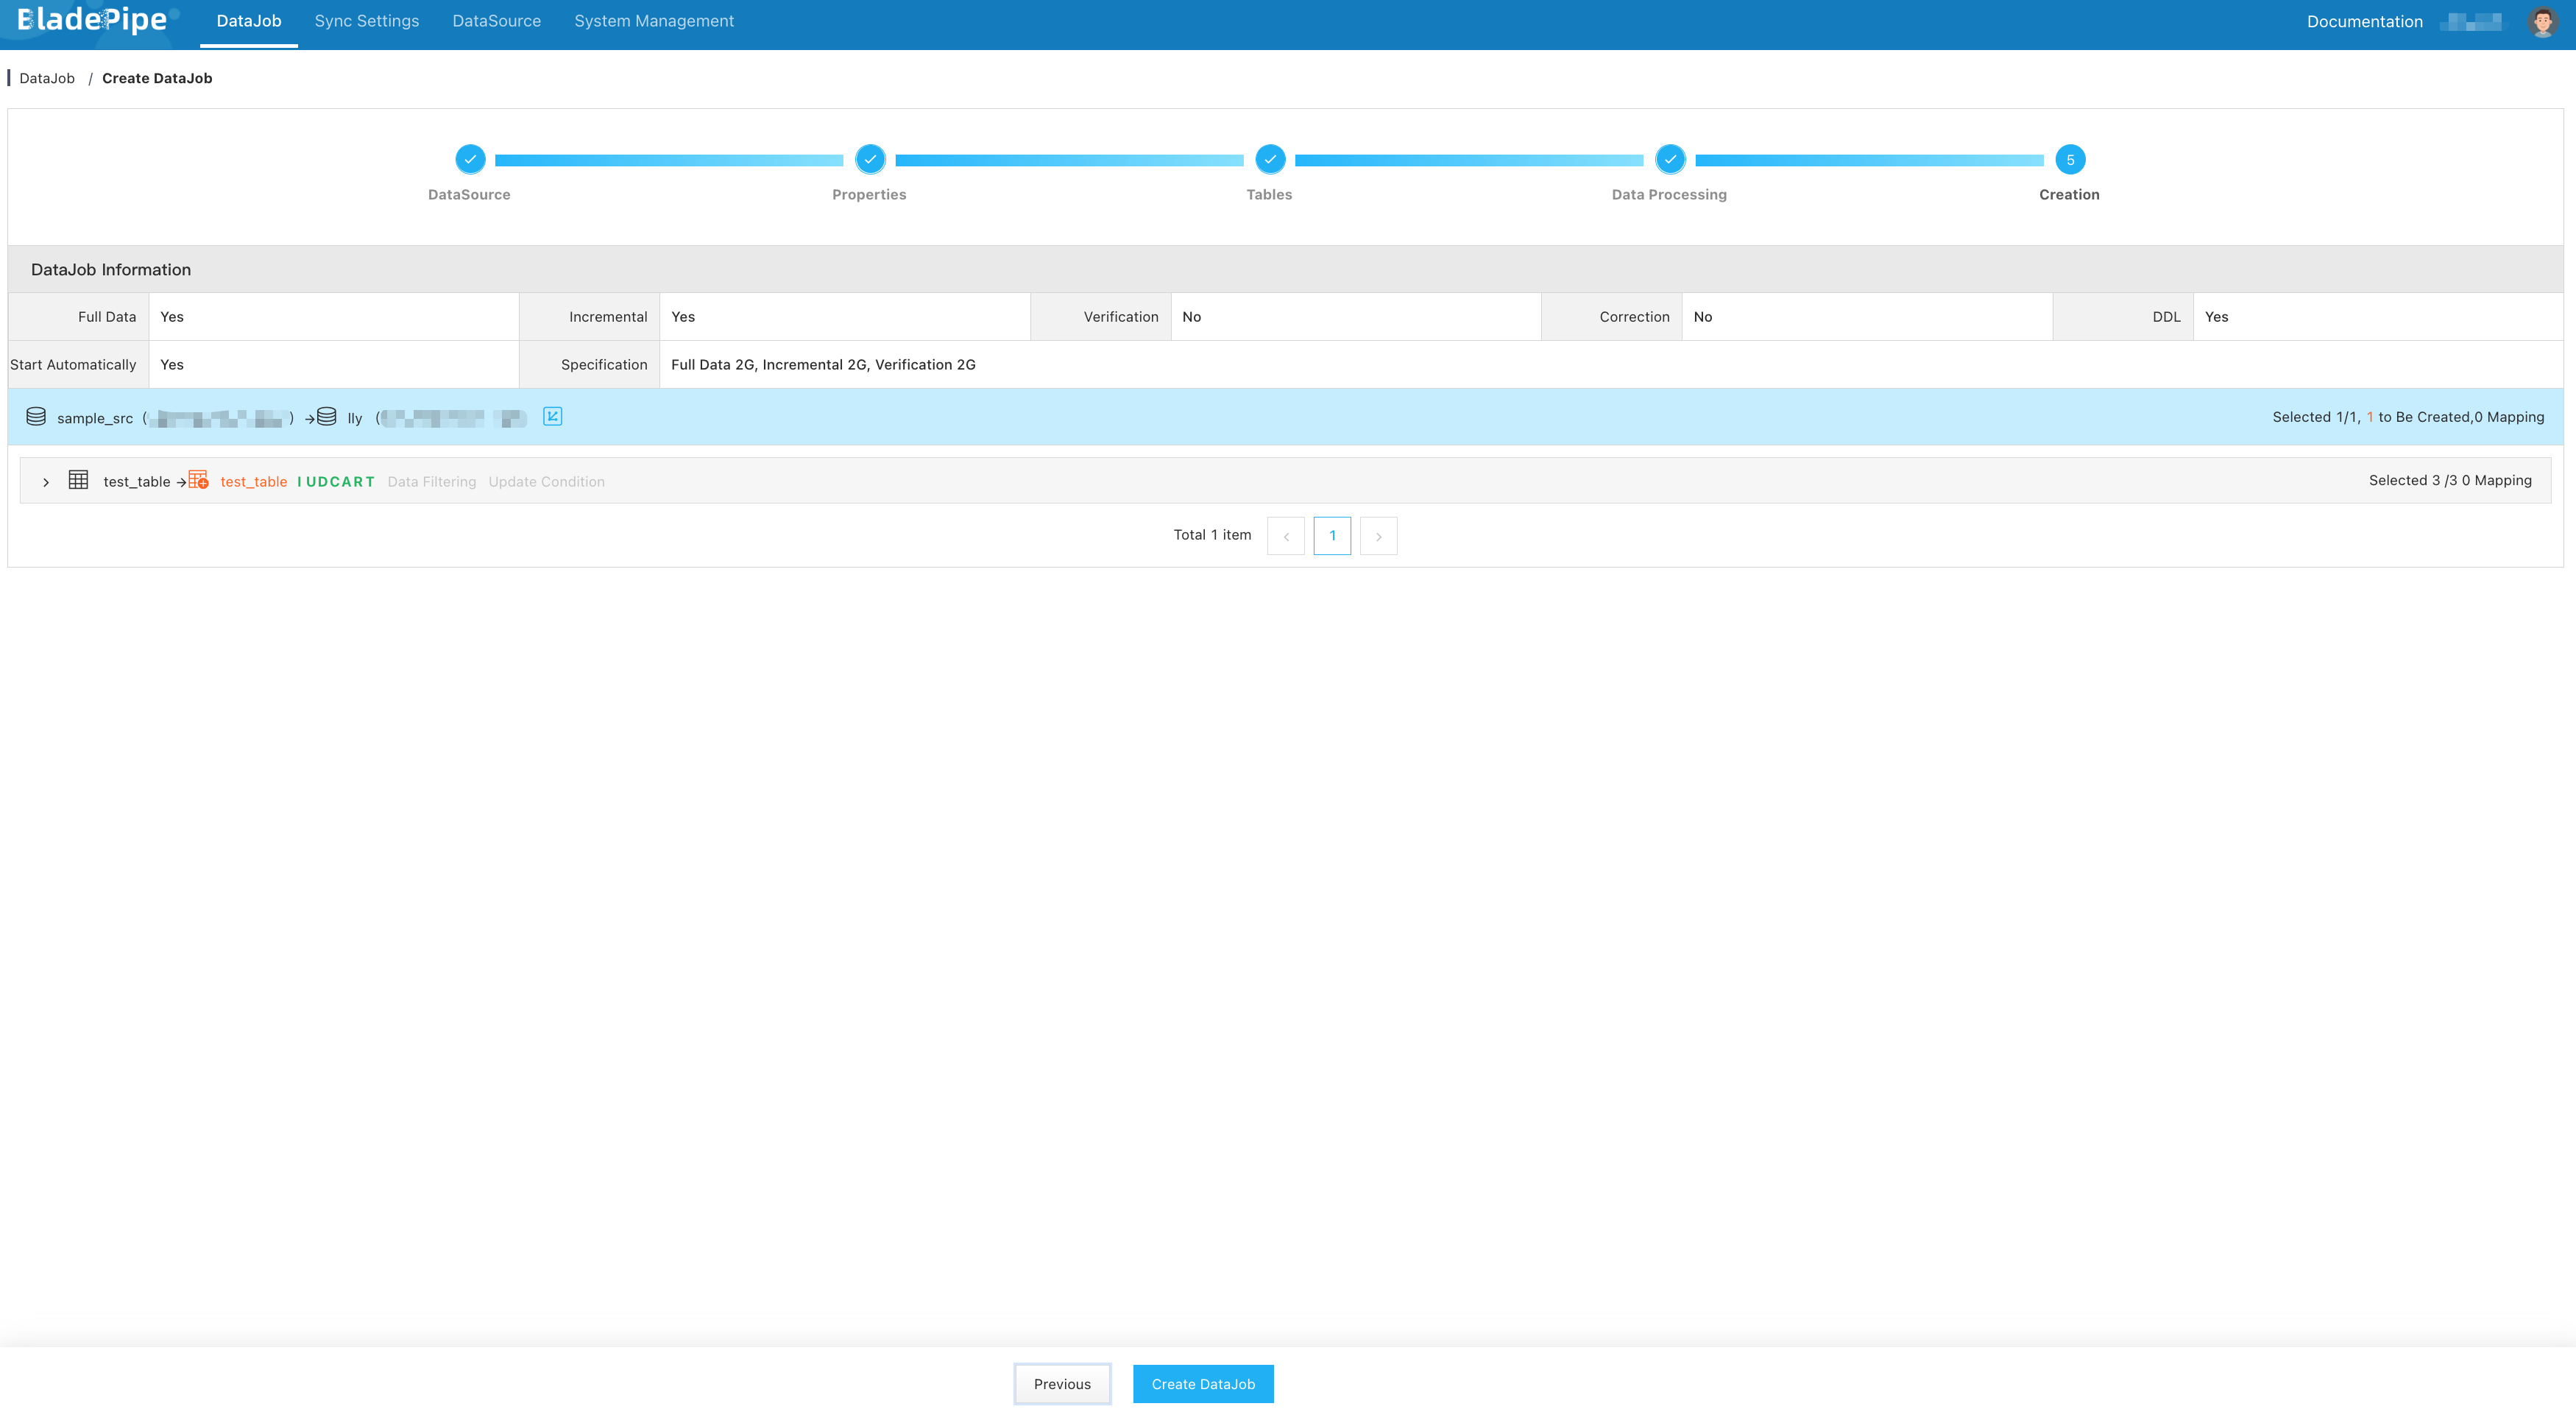 BladePipe DataJob Sync Settings DataSource System Management Documentation
DataJob / Create DataJob
5
DataSource Properties Tables Data Processing Creation
DataJob Information
Full Data Yes Incremental Yes Verification No Correction No DDL Yes
Start Automatically Yes Specification Full Data 2G, Incremental 2G, Verification 2G
sample_src ( ) → lly ( Selected 1/1, 1 to Be Created,0 Mapping
test_table → test_table I U D C A R T Data Filtering Update Condition Selected 3 /3 0 Mapping
Total 1 item < 1 >
Previous Create DataJob